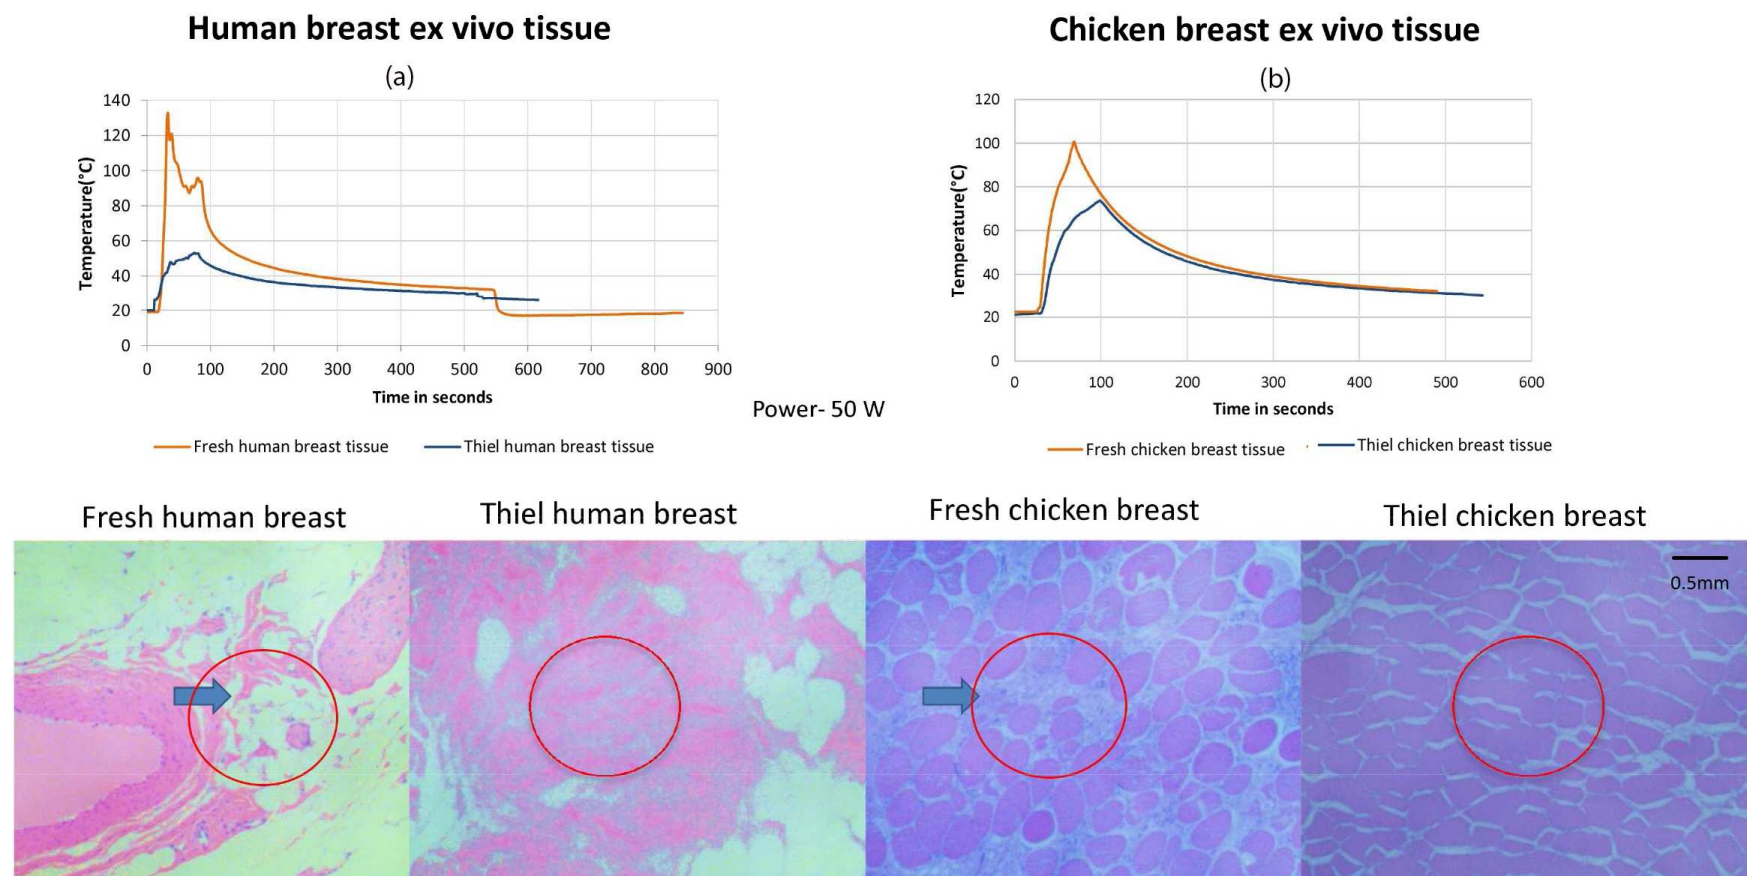 Human breast ex vivo tissue
(a)
140
120
100
80
60
40
20
0
Temperature(°C)
0 100 200 300 400 500 600 700 800 900
Time in seconds
Fresh human breast tissue Thiel human breast tissue
Chicken breast ex vivo tissue
(b)
120
100
80
60
40
20
0
Temperature(°C)
0 100 200 300 400 500 600
Time in seconds
Fresh chicken breast tissue Thiel chicken breast tissue
Power- 50 W
Fresh human breast
Thiel human breast
Fresh chicken breast
Thiel chicken breast
0.5mm